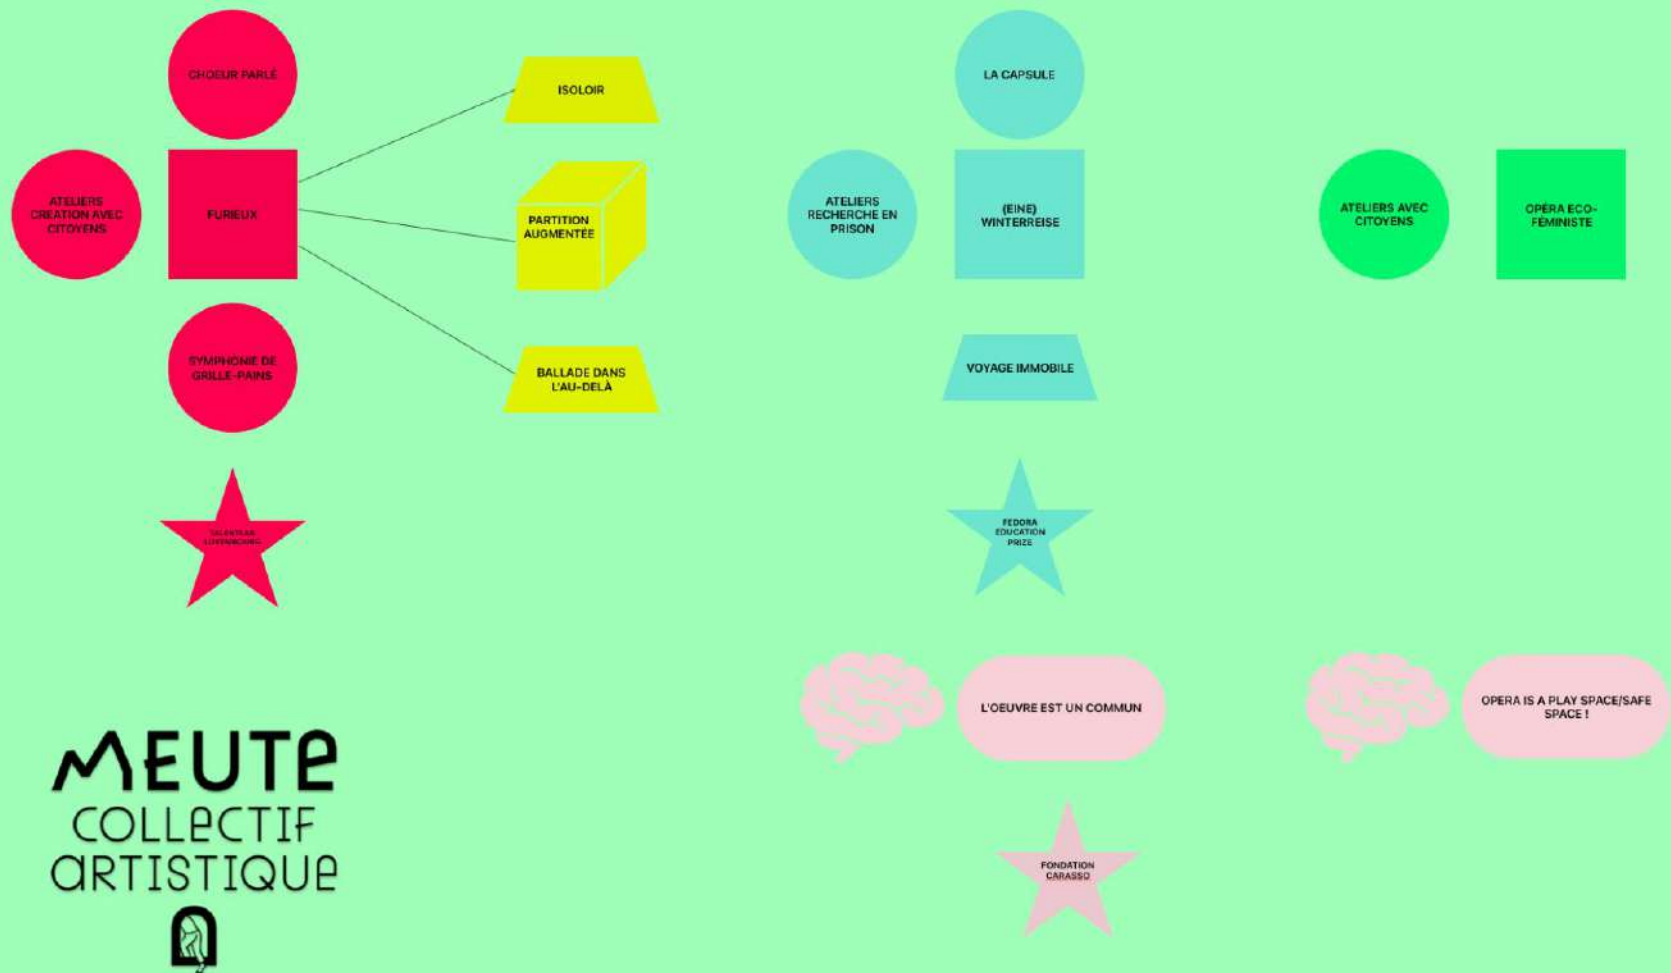 CHOEUR PARLÉ
ISOLOIR
LA CAPSULE
ATELIERS
CREATION AVEC
CITOYENS
FURIEUX
PARTITION
AUGMENTÉE
ATELIERS
RECHERCHE EN
PRISON
(EINE)
WINTERREISE
ATELIERS AVEC
CITOYENS
OPÉRA ECO-
FÉMINISTE
SYMPHONIE DE
GRILLE-PAINS
BALLADE DANS
L'AU-DELÀ
VOYAGE IMMOBILE
LUXEMBOURG
FEDORA
EDUCATION
PRIZE
L'OEUVRE EST UN COMMUN
OPERA IS A PLAY SPACE/SAFE
SPACE !
MEUTE
COLLECTIF
ARTISTIQUE
FONDATION
CARASSO